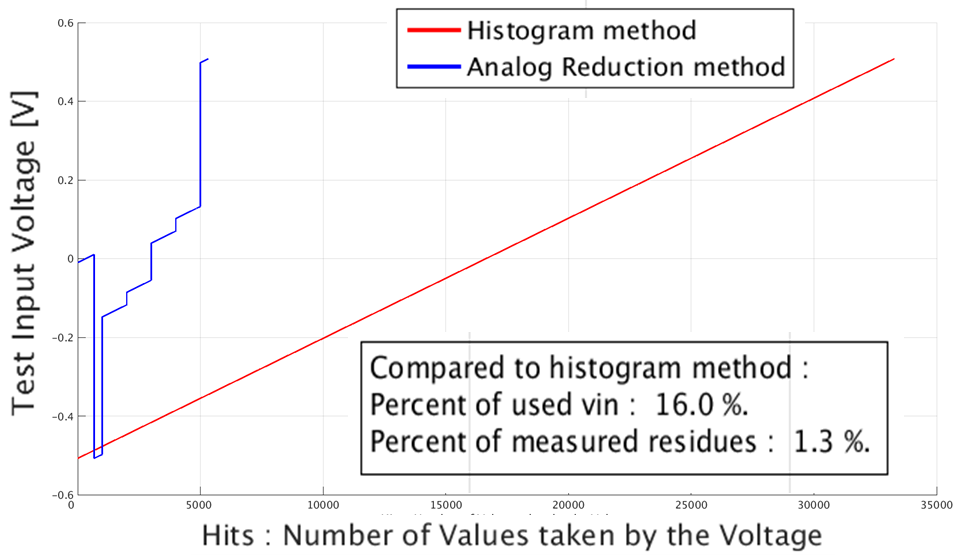 Histogram method
Analog Reduction method
0.6
0.4
0.2
0
−0.2
−0.4
−0.6
Test Input Voltage [V]
Compared to histogram method :
Percent of used vin : 16.0 %.
Percent of measured residues : 1.3 %.
0 5000 10000 15000 20000 25000 30000 35000
Hits : Number of Values taken by the Voltage